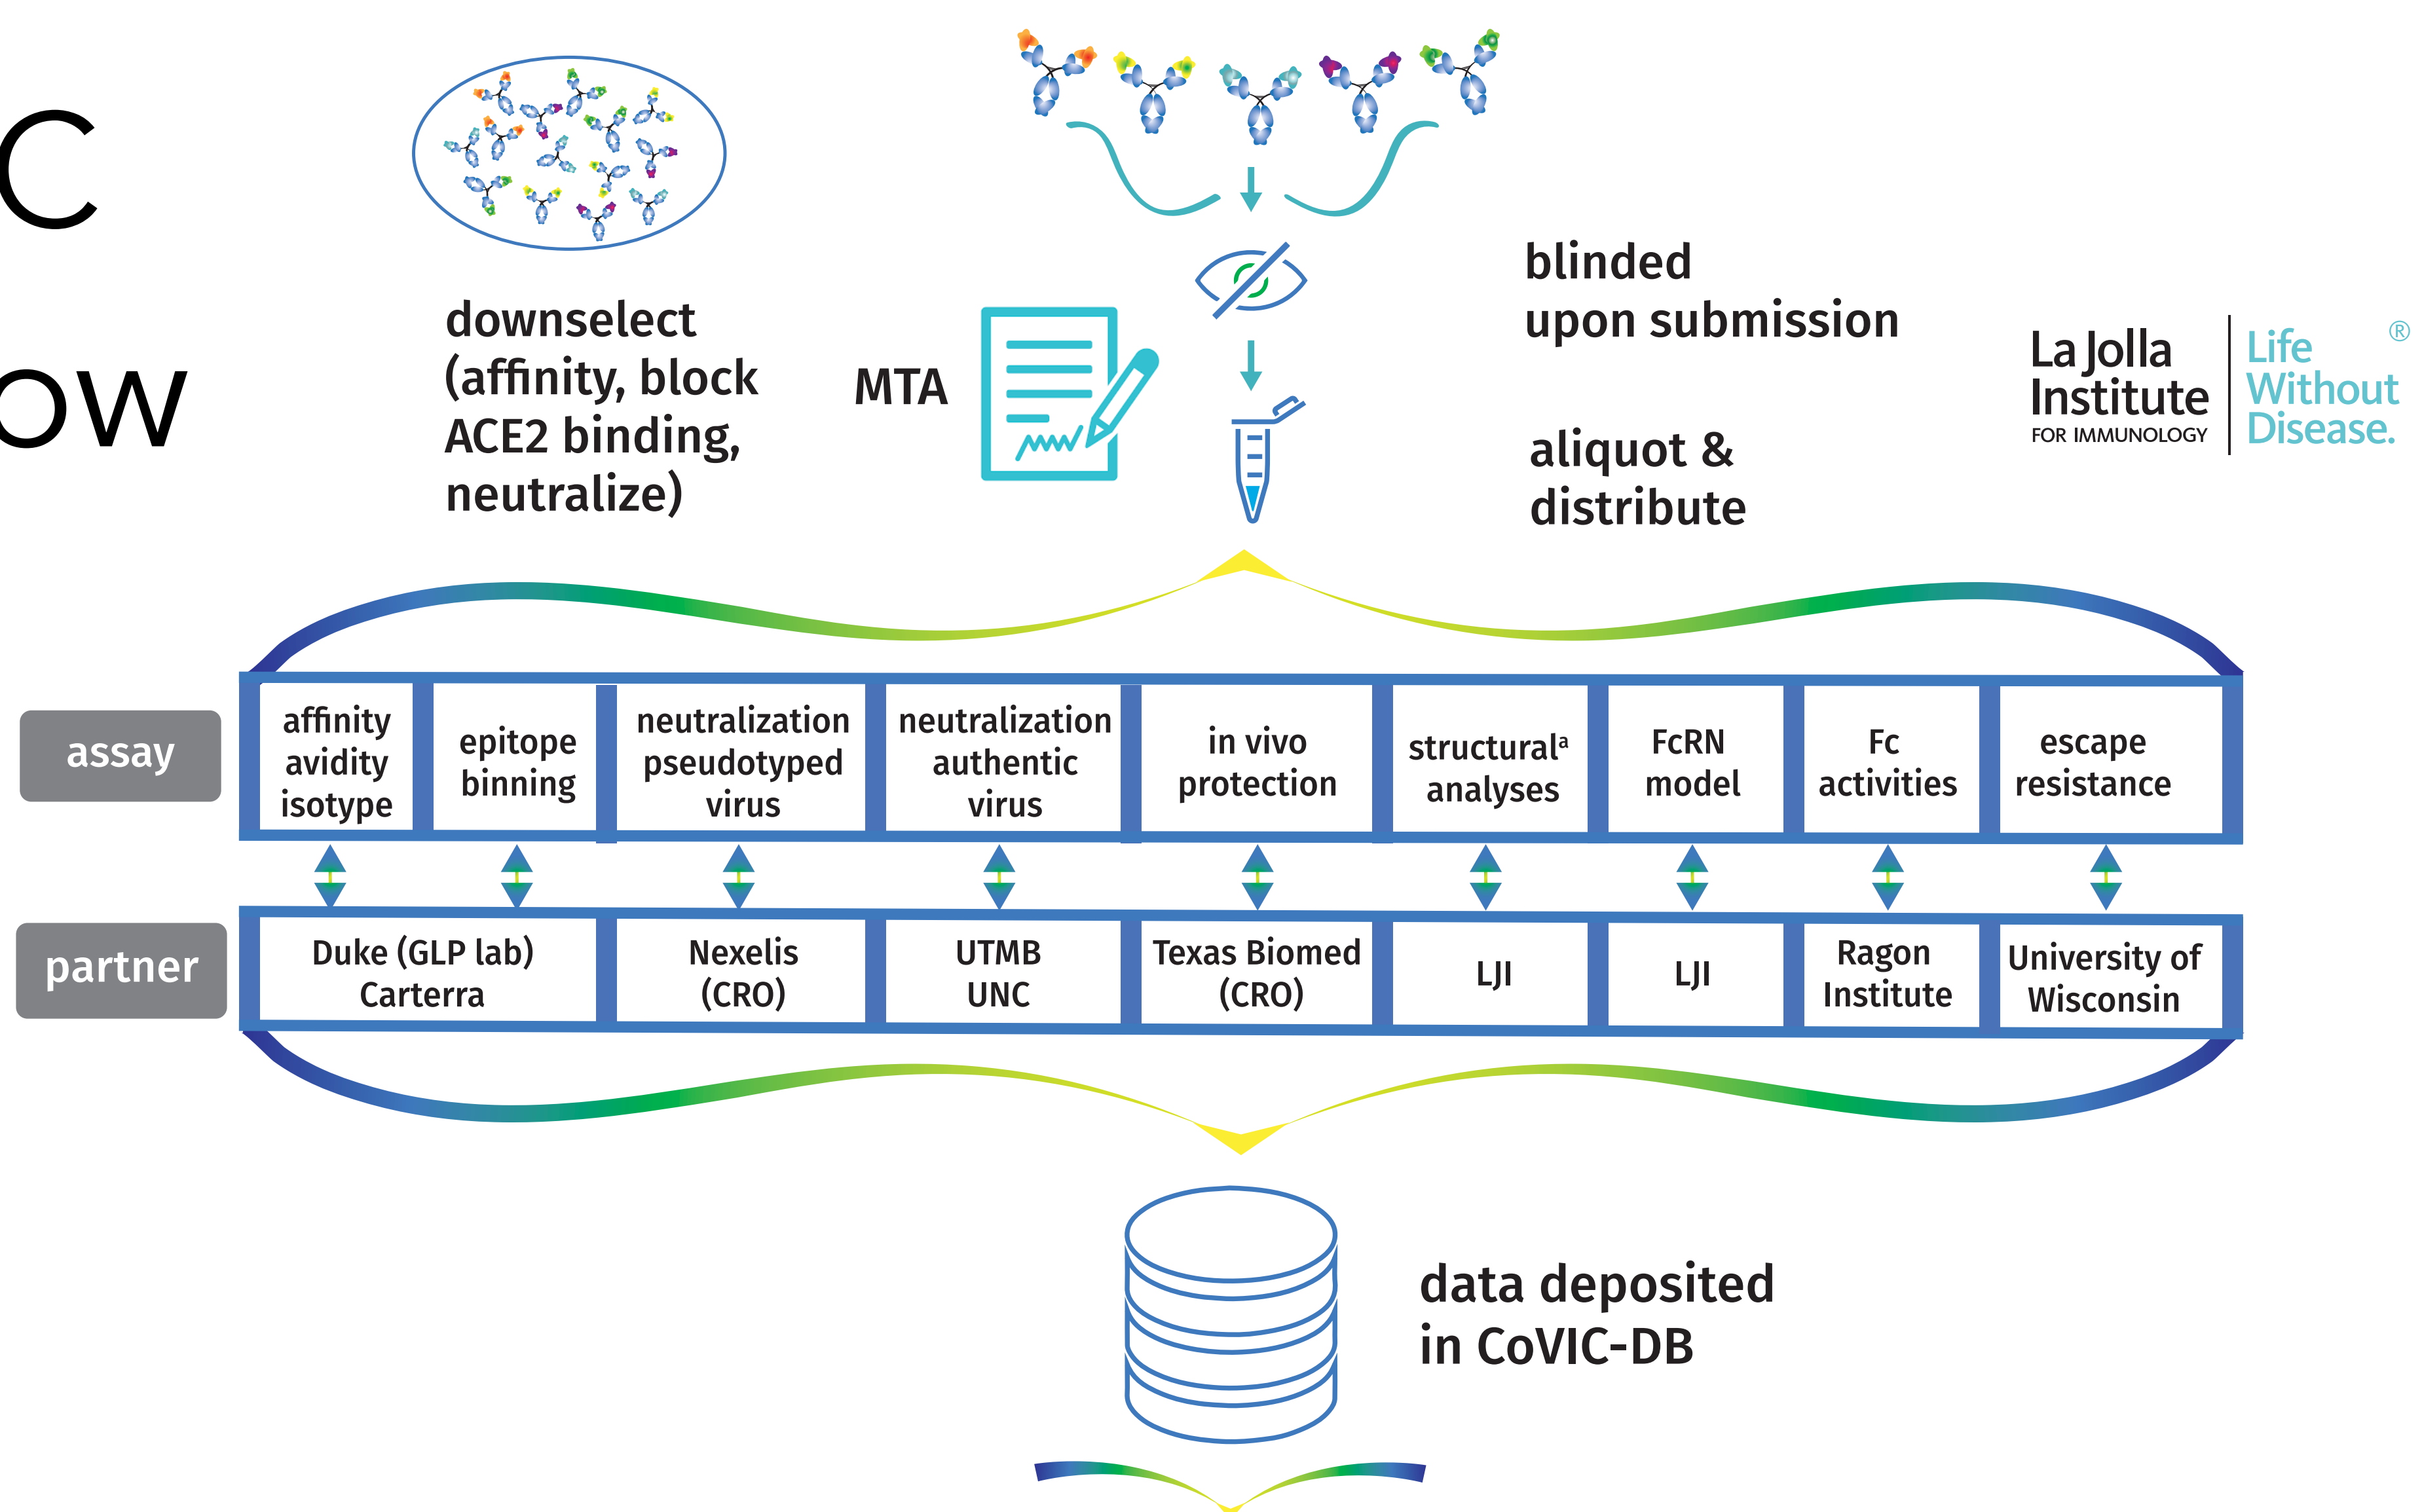 C
ow
downselect
(affinity, block
ACE2 binding,
neutralize)
MTA
blinded
upon submission
aliquot &
distribute
La Jolla
Institute
FOR IMMUNOLOGY
Life
Without
Disease.
®
assay
affinity
avidity
isotype
epitope
binning
neutralization
pseudotyped
virus
neutralization
authentic
virus
in vivo
protection
structuralᵃ
analyses
FcRN
model
Fc
activities
escape
resistance
partner
Duke (GLP lab)
Carterra
Nexelis
(CRO)
UTMB
UNC
Texas Biomed
(CRO)
LJI
LJI
Ragon
Institute
University of
Wisconsin
data deposited
in CoVIC-DB